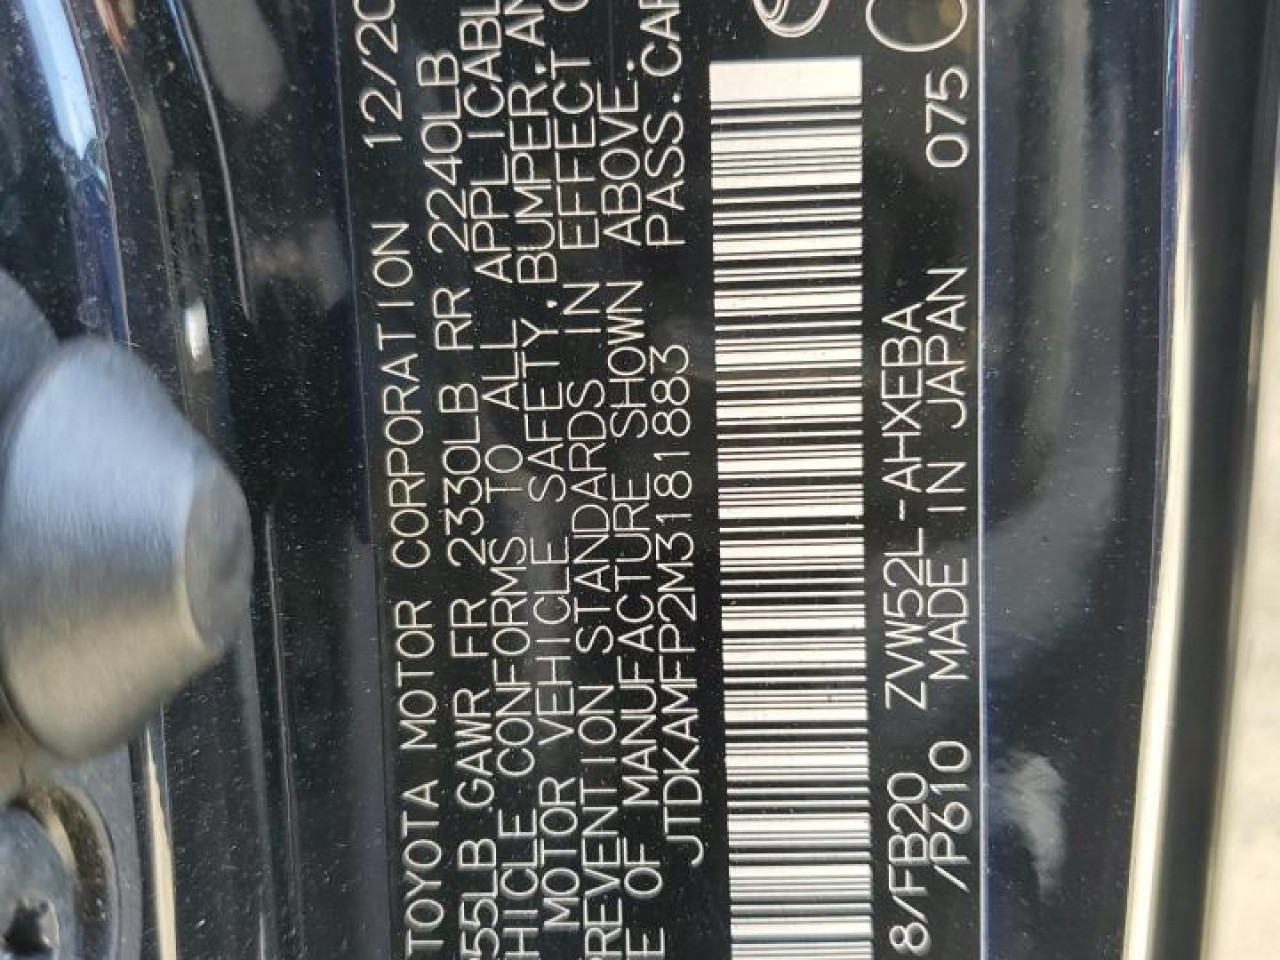 TOYOTA MOTOR CORPORATION 12/20
55LB GAWR FR 2330LB RR 2240LB
HICLE CONFORMS TO ALL APPLICABL
MOTOR VEHICLE SAFETY, BUMPER, AN
PREVENTION STANDARDS IN EFFECT O
E OF MANUFACTURE SHOWN ABOVE.
JTDKAMFP2M3181883 PASS. CAR
8/FB20 ZVW52L-AHXEBA
/P610 MADE IN JAPAN 075